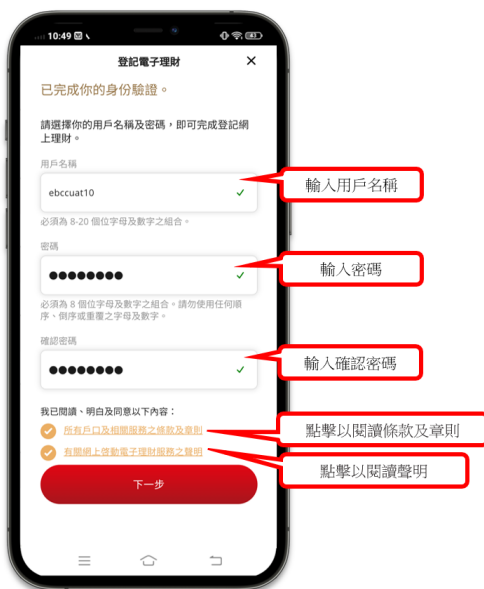 10:49
43
登記電子理財
已完成你的身份驗證。
請選擇你的用戶名稱及密碼，即可完成登記網
上理財。
用戶名稱
ebccuat10
輸入用戶名稱
必須為 8-20 個位字母及數字之組合。
密碼
輸入密碼
必須為 8 個位字母及數字之組合。請勿使用任何順
序、倒序或重覆之字母及數字。
確認密碼
輸入確認密碼
我已閱讀、明白及同意以下內容：
所有戶口及相關服務之條款及章則
點擊以閱讀條款及章則
有關網上啓動電子理財服務之聲明
點擊以閱讀聲明
下一步